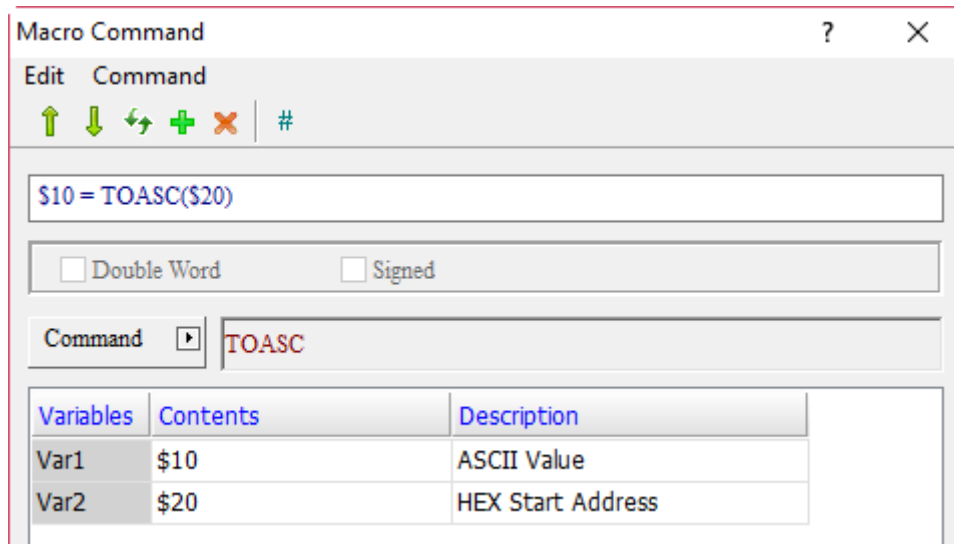 Macro Command ?
Edit Command
#
$10 = TOASC($20)
Double Word Signed
Command TOASC
Variables Contents Description
Var1 $10 ASCII Value
Var2 $20 HEX Start Address